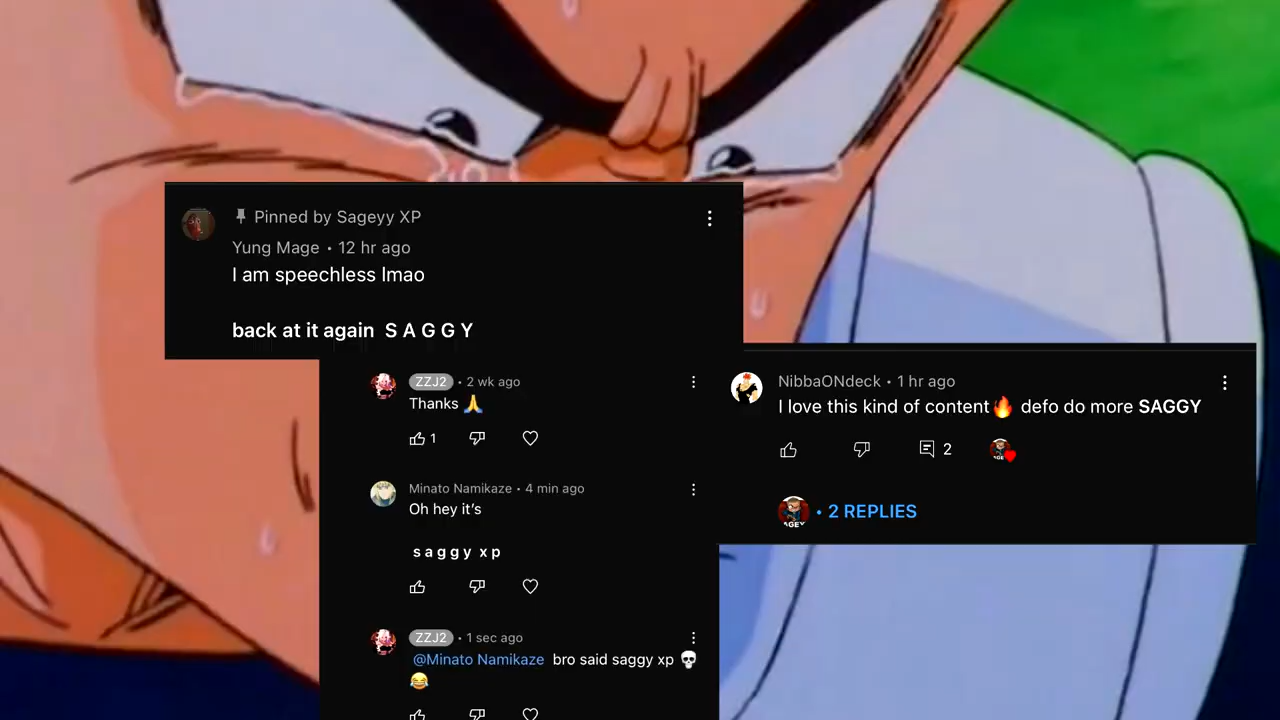 Pinned by Sageyy XP
Yung Mage • 12 hr ago
I am speechless lmao
back at it again S A G G Y
ZZJ2 • 2 wk ago
Thanks 🙏
1
Minato Namikaze • 4 min ago
Oh hey it's
s a g g y x p
ZZJ2 • 1 sec ago
@Minato Namikaze bro said saggy xp 💀
😂
NibbaONdeck • 1 hr ago
I love this kind of content🔥 defo do more SAGGY
2
• 2 REPLIES